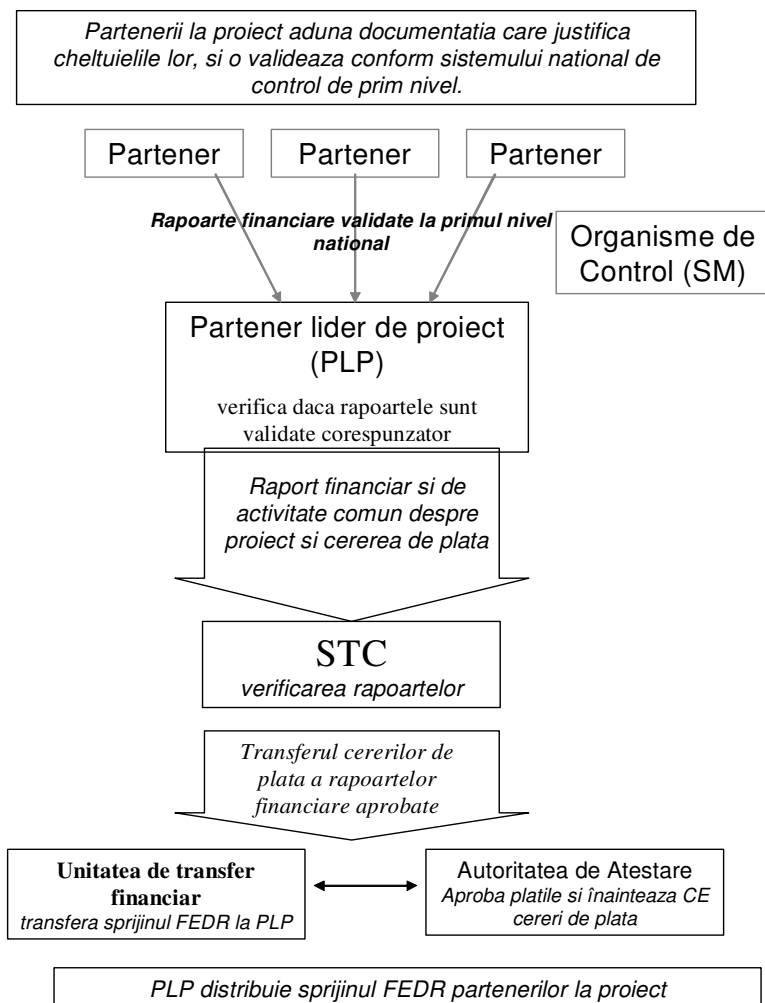 Partenerii la proiect aduna documentatia care justifica
cheltuielile lor, si o valideaza conform sistemului national de
control de prim nivel.
Partener
Partener
Partener
Rapoarte financiare validate la primul nivel
national
Organisme de
Control (SM)
Partener lider de proiect
(PLP)
verifica daca rapoartele sunt
validate corespunzator
Raport financiar si de
activitate comun despre
proiect si cererea de plata
STC
verificarea rapoartelor
Transferul cererilor de
plata a rapoartelor
financiare aprobate
Unitatea de transfer
financiar
transfera sprijinul FEDR la PLP
Autoritatea de Atestare
Aproba platile si înainteaza CE
cereri de plata
PLP distribuie sprijinul FEDR partenerilor la proiect